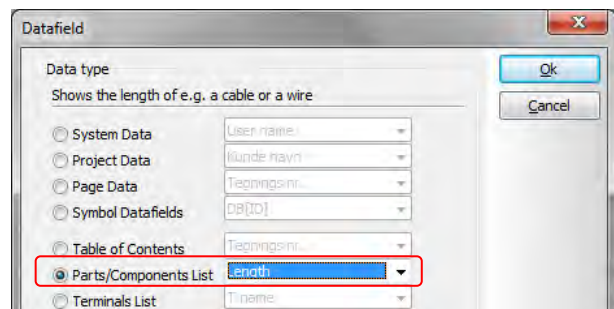 Datafield
Data type
Shows the length of e.g. a cable or a wire
Ok
Cancel
System Data User name
Project Data Kunde navn
Page Data Tegningsnr...
Symbol Datafields DB[ID]
Table of Contents Tegningsnr...
Parts/Components List Length
Terminals List T name